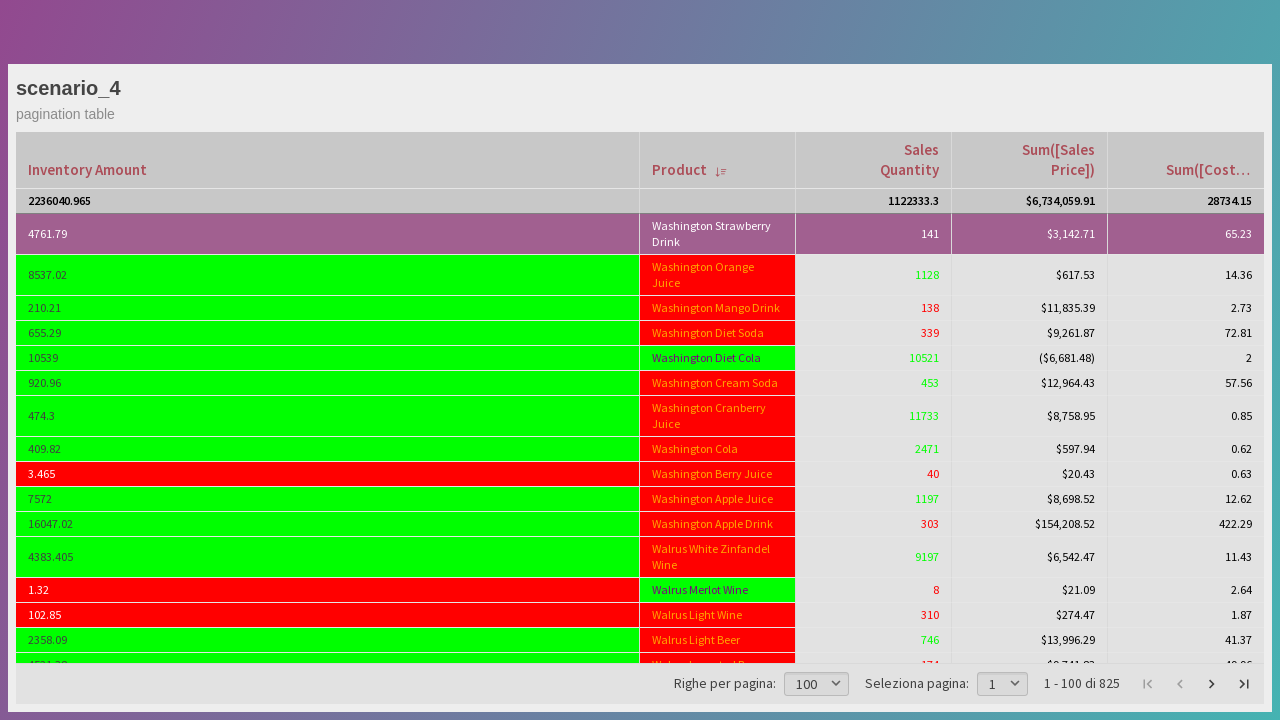 scenario_4
pagination table
Inventory Amount Product Sales Quantity Sum([Sales Price]) Sum([Cost…
2236040.965 1122333.3 $6,734,059.91 28734.15
4761.79 Washington Strawberry Drink 141 $3,142.71 65.23
8537.02 Washington Orange Juice 1128 $617.53 14.36
210.21 Washington Mango Drink 138 $11,835.39 2.73
655.29 Washington Diet Soda 339 $9,261.87 72.81
10539 Washington Diet Cola 10521 ($6,681.48) 2
920.96 Washington Cream Soda 453 $12,964.43 57.56
474.3 Washington Cranberry Juice 11733 $8,758.95 0.85
409.82 Washington Cola 2471 $597.94 0.62
3.465 Washington Berry Juice 40 $20.43 0.63
7572 Washington Apple Juice 1197 $8,698.52 12.62
16047.02 Washington Apple Drink 303 $154,208.52 422.29
4383.405 Walrus White Zinfandel Wine 9197 $6,542.47 11.43
1.32 Walrus Merlot Wine 8 $21.09 2.64
102.85 Walrus Light Wine 310 $274.47 1.87
2358.09 Walrus Light Beer 746 $13,996.29 41.37
Righe per pagina: 100 Seleziona pagina: 1 1 - 100 di 825